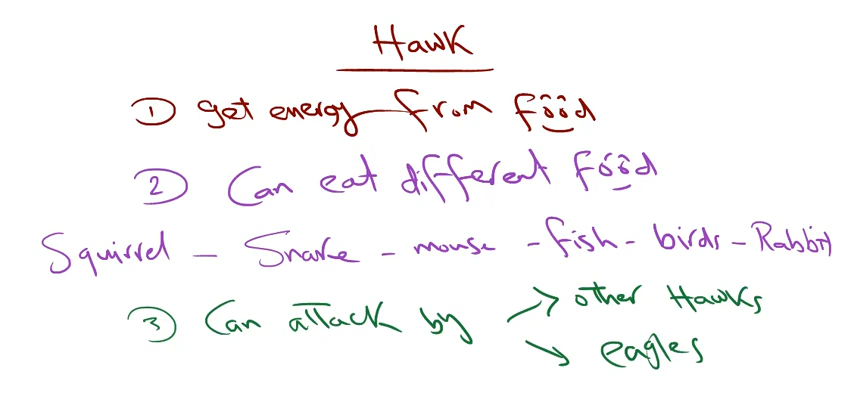 Hawk
① get energy from food
② Can eat different food
Squirrel - Snake - mouse - fish - birds - Rabbit
③ Can attack by → other Hawks
→ eagles